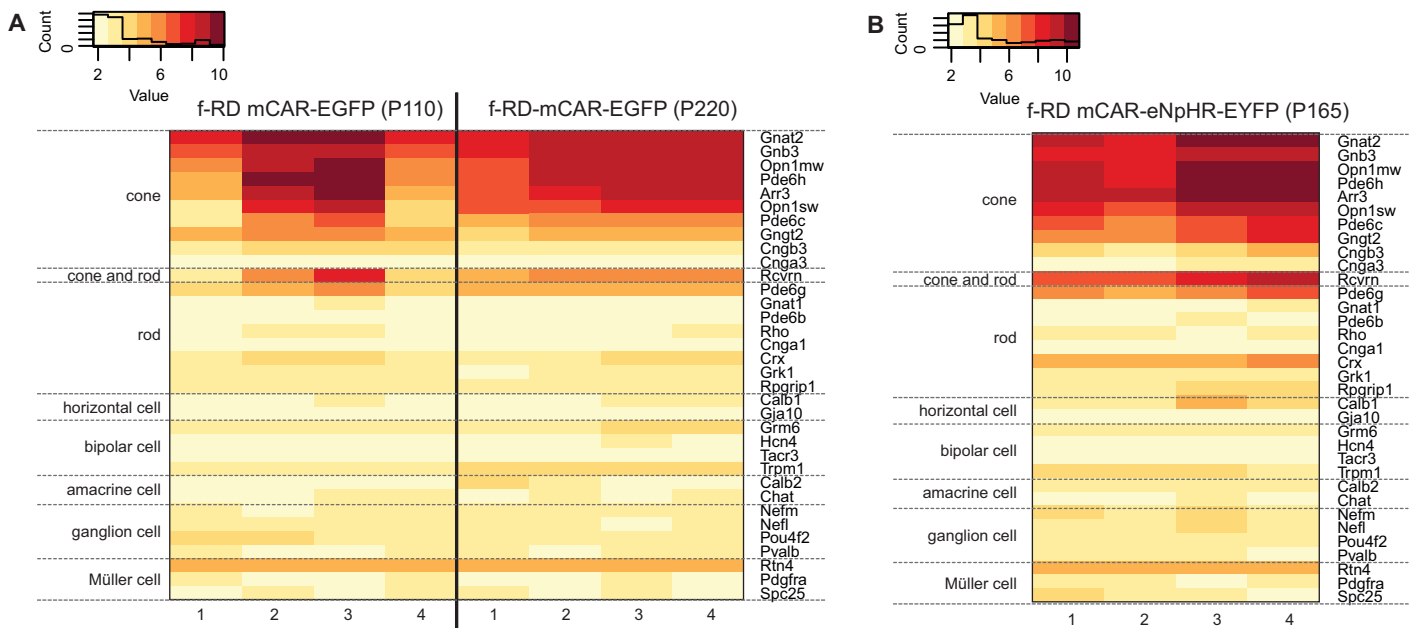 A
Count
0
2 6 10
Value
f-RD mCAR-EGFP (P110)
f-RD-mCAR-EGFP (P220)
cone
cone and rod
rod
horizontal cell
bipolar cell
amacrine cell
ganglion cell
Müller cell
Gnat2
Gnb3
Opn1mw
Pde6h
Arr3
Opn1sw
Pde6c
Gngt2
Cngb3
Cnga3
Rcvrn
Pde6g
Gnat1
Pde6b
Rho
Cnga1
Crx
Grk1
Rpgrip1
Calb1
Gja10
Grm6
Hcn4
Tacr3
Trpm1
Calb2
Chat
Nefm
Nefl
Pou4f2
Pvalb
Rtn4
Pdgfra
Spc25
1 2 3 4 1 2 3 4
B
Count
0
2 6 10
Value
f-RD mCAR-eNpHR-EYFP (P165)
cone
cone and rod
rod
horizontal cell
bipolar cell
amacrine cell
ganglion cell
Müller cell
Gnat2
Gnb3
Opn1mw
Pde6h
Arr3
Opn1sw
Pde6c
Gngt2
Cngb3
Cnga3
Rcvrn
Pde6g
Gnat1
Pde6b
Rho
Cnga1
Crx
Grk1
Rpgrip1
Calb1
Gja10
Grm6
Hcn4
Tacr3
Trpm1
Calb2
Chat
Nefm
Nefl
Pou4f2
Pvalb
Rtn4
Pdgfra
Spc25
1 2 3 4